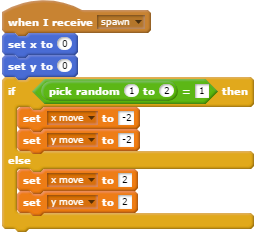 when I receive spawn
set x to 0
set y to 0
if pick random 1 to 2 = 1 then
set x move to -2
set y move to -2
else
set x move to 2
set y move to 2